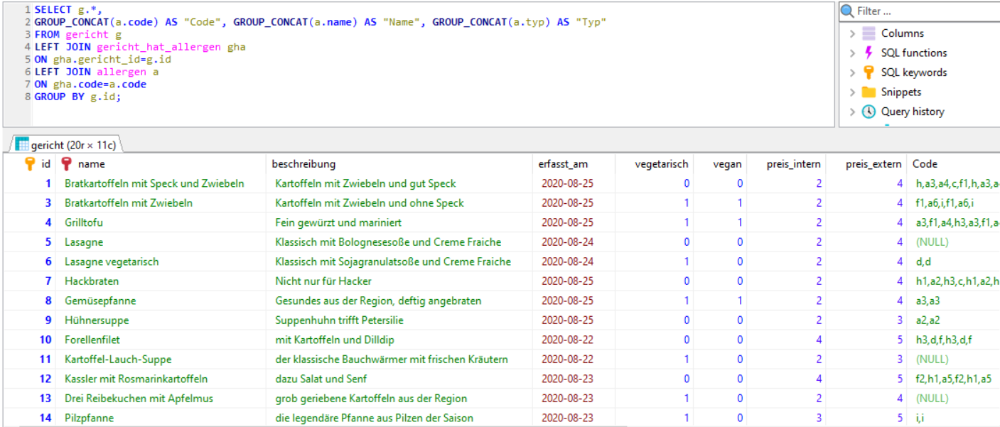 1 SELECT g.*,
2 GROUP_CONCAT(a.code) AS "Code", GROUP_CONCAT(a.name) AS "Name", GROUP_CONCAT(a.typ) AS "Typ"
3 FROM gericht g
4 LEFT JOIN gericht_hat_allergen gha
5 ON gha.gericht_id=g.id
6 LEFT JOIN allergen a
7 ON gha.code=a.code
8 GROUP BY g.id;
Filter ...
Columns
SQL functions
SQL keywords
Snippets
Query history
gericht (20r × 11c)
id name beschreibung erfasst_am vegetarisch vegan preis_intern preis_extern Code
1 Bratkartoffeln mit Speck und Zwiebeln Kartoffeln mit Zwiebeln und gut Speck 2020-08-25 0 0 2 4 h,a3,a4,c,f1,h,a3,a4
3 Bratkartoffeln mit Zwiebeln Kartoffeln mit Zwiebeln und ohne Speck 2020-08-25 1 1 2 4 f1,a6,i,f1,a6,i
4 Grilltofu Fein gewürzt und mariniert 2020-08-25 1 1 2 4 a3,f1,a4,h3,a3,f1,a4
5 Lasagne Klassisch mit Bolognesesoße und Creme Fraiche 2020-08-24 0 0 2 4 (NULL)
6 Lasagne vegetarisch Klassisch mit Sojagranulatsoße und Creme Fraiche 2020-08-24 1 0 2 4 d,d
7 Hackbraten Nicht nur für Hacker 2020-08-25 0 0 2 4 h1,a2,h3,c,h1,a2,h
8 Gemüsepfanne Gesundes aus der Region, deftig angebraten 2020-08-25 1 1 2 4 a3,a3
9 Hühnersuppe Suppenhuhn trifft Petersilie 2020-08-25 0 0 2 3 a2,a2
10 Forellenfilet mit Kartoffeln und Dilldip 2020-08-22 0 0 4 5 h3,d,f,h3,d,f
11 Kartoffel-Lauch-Suppe der klassische Bauchwärmer mit frischen Kräutern 2020-08-22 1 0 2 3 (NULL)
12 Kassler mit Rosmarinkartoffeln dazu Salat und Senf 2020-08-23 0 0 4 5 f2,h1,a5,f2,h1,a5
13 Drei Reibekuchen mit Apfelmus grob geriebene Kartoffeln aus der Region 2020-08-23 1 0 2 4 (NULL)
14 Pilzpfanne die legendäre Pfanne aus Pilzen der Saison 2020-08-23 1 0 3 5 i,i